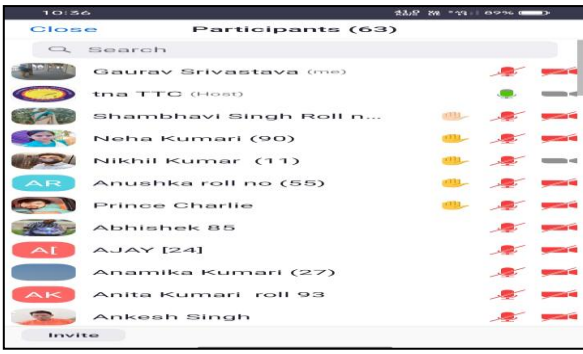 10:36
89%
Close Participants (63)
Search
Gaurav Srivastava (me)
tna TTC (Host)
Shambhavi Singh Roll n...
Neha Kumari (90)
Nikhil Kumar (11)
AR Anushka roll no (55)
Prince Charlie
Abhishek 85
A[ AJAY [24]
Anamika Kumari (27)
AK Anita Kumari roll 93
Ankesh Singh
Invite